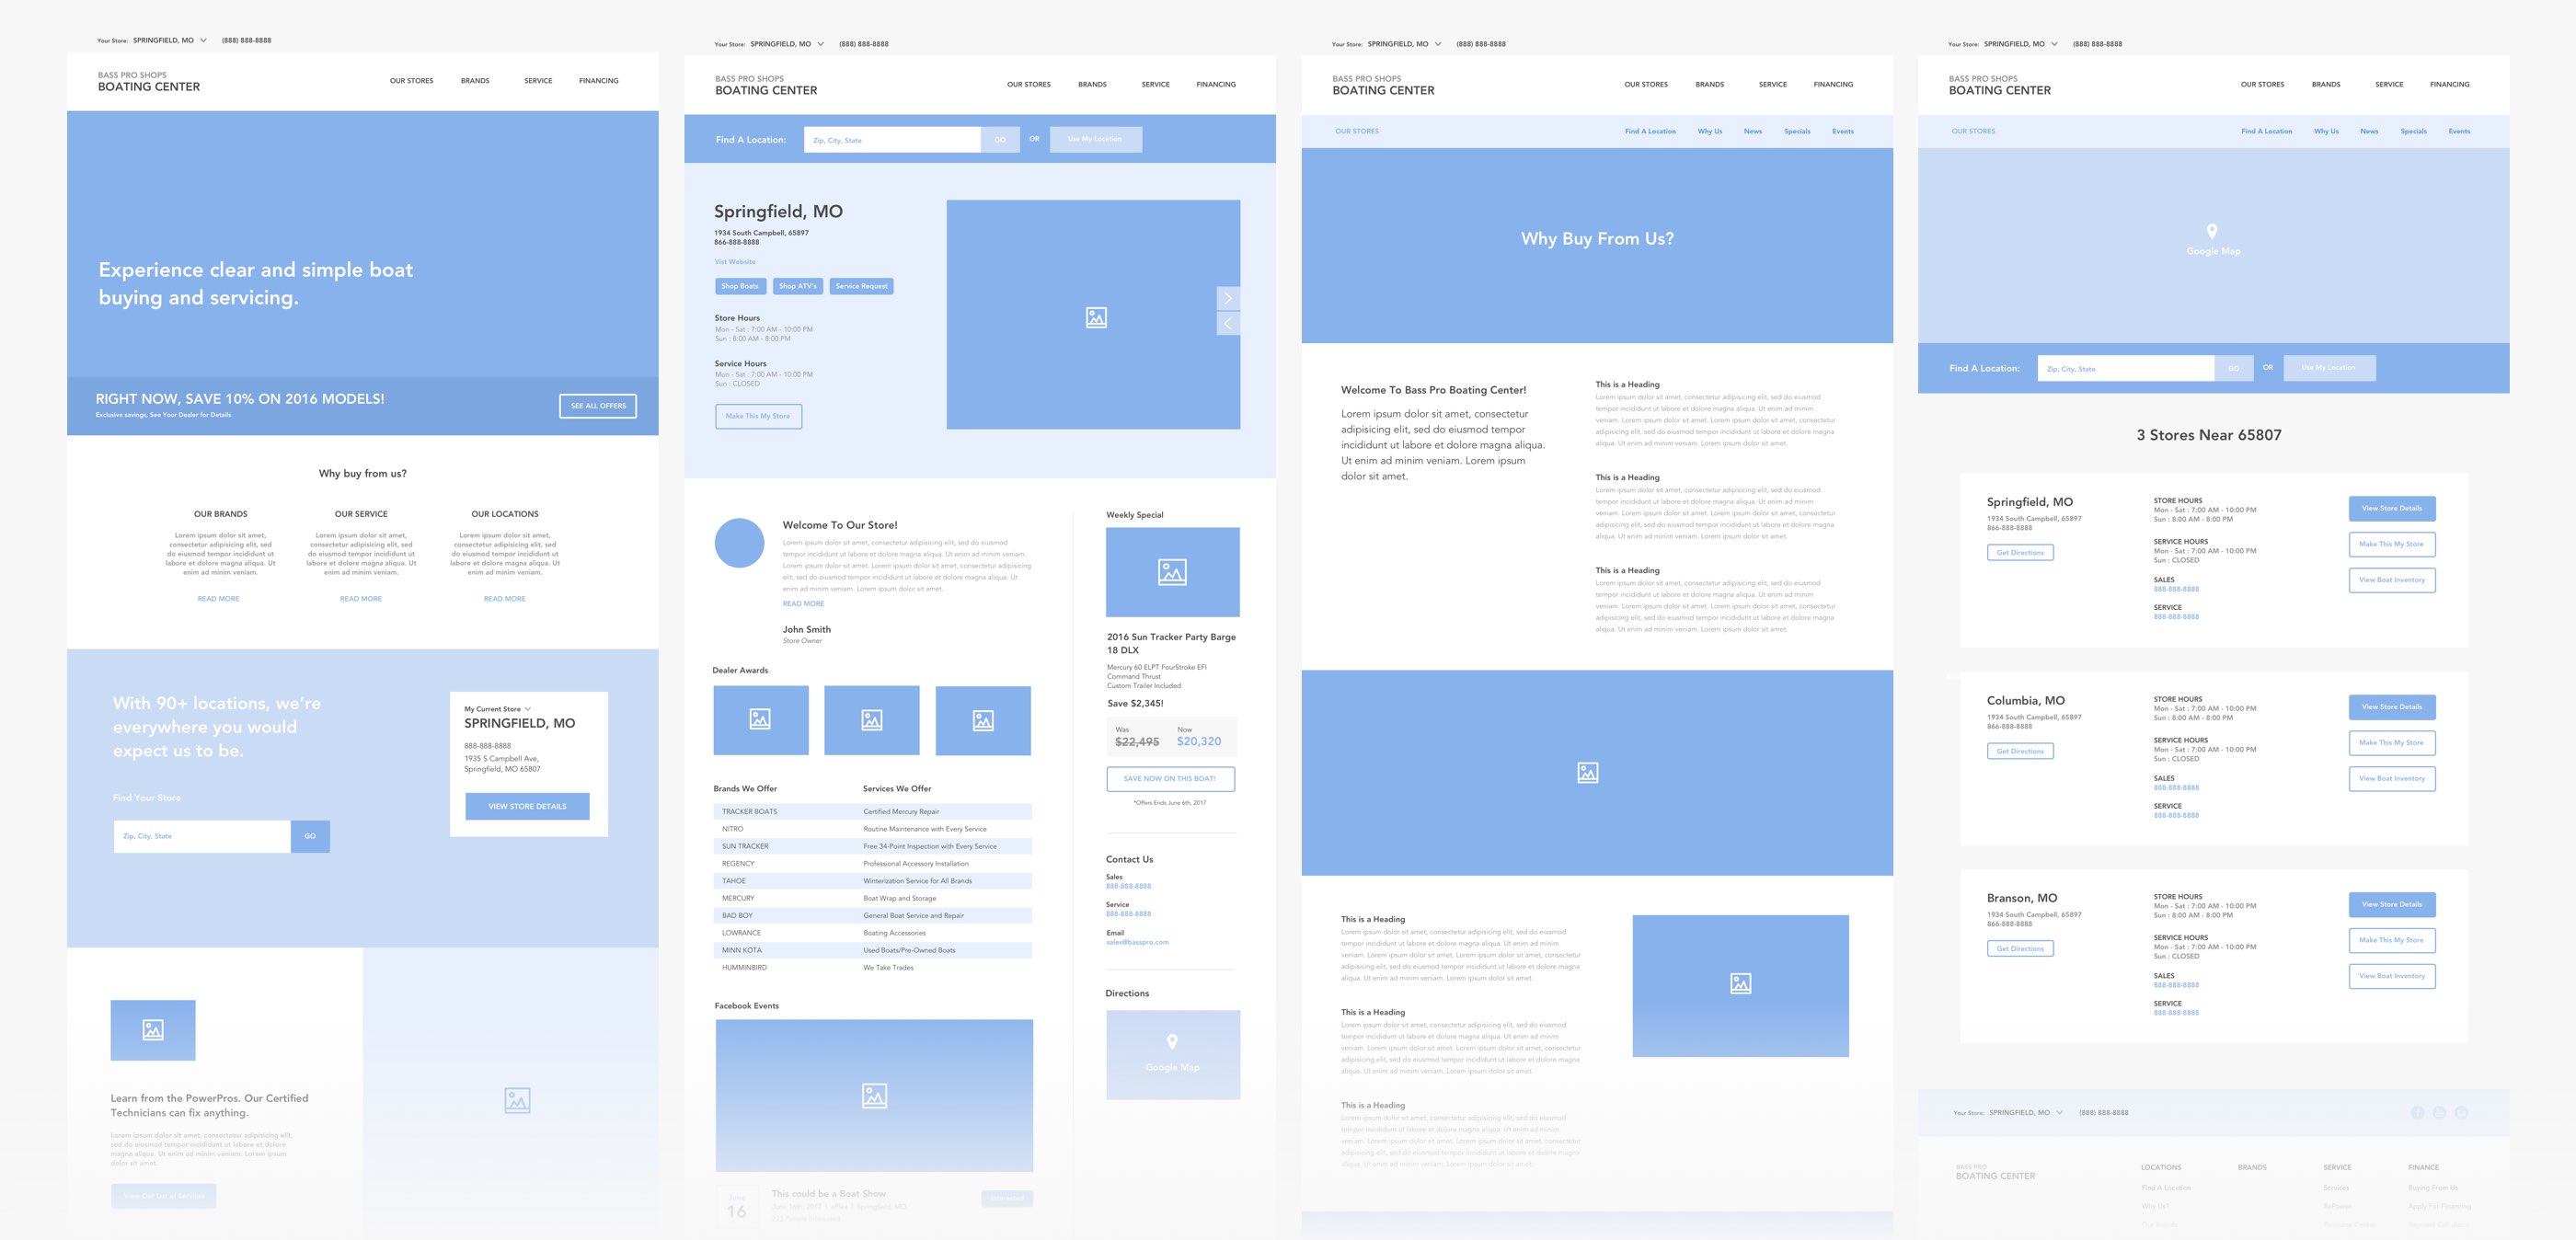 Your Store: SPRINGFIELD, MO (888) 888-8888
BASS PRO SHOPS
BOATING CENTER
OUR STORES BRANDS SERVICE FINANCING
Experience clear and simple boat
buying and servicing.
RIGHT NOW, SAVE 10% ON 2016 MODELS!
Exclusive savings, See Your Dealer for Details
SEE ALL OFFERS
Why buy from us?
OUR BRANDS
Lorem ipsum dolor sit amet,
consectetur adipisicing elit, sed
do eiusmod tempor incididunt ut
labore et dolore magna aliqua. Ut
enim ad minim veniam.
READ MORE
OUR SERVICE
Lorem ipsum dolor sit amet,
consectetur adipisicing elit, sed
do eiusmod tempor incididunt ut
labore et dolore magna aliqua. Ut
enim ad minim veniam.
READ MORE
OUR LOCATIONS
Lorem ipsum dolor sit amet,
consectetur adipisicing elit, sed
do eiusmod tempor incididunt ut
labore et dolore magna aliqua. Ut
enim ad minim veniam.
READ MORE
With 90+ locations, we're
everywhere you would
expect us to be.
Find Your Store
Zip, City, State GO
My Current Store
SPRINGFIELD, MO
888-888-8888
1935 S Campbell Ave,
Springfield, MO 65807
VIEW STORE DETAILS
Learn from the PowerPros. Our Certified
Technicians can fix anything.
Lorem ipsum dolor sit amet, consectetur adipisicing elit,
sed do eiusmod tempor incididunt ut labore et dolore
magna aliqua. Ut enim ad minim veniam. Lorem ipsum
dolor sit amet.
View Our List of Services
Your Store: SPRINGFIELD, MO (888) 888-8888
BASS PRO SHOPS
BOATING CENTER
OUR STORES BRANDS SERVICE FINANCING
Find A Location: Zip, City, State GO OR Use My Location
Springfield, MO
1934 South Campbell, 65897
866-888-8888
Vist Website
Shop Boats Shop ATV's Service Request
Store Hours
Mon - Sat : 7:00 AM - 10:00 PM
Sun : 8:00 AM - 8:00 PM
Service Hours
Mon - Sat : 7:00 AM - 10:00 PM
Sun : CLOSED
Make This My Store
Welcome To Our Store!
Lorem ipsum dolor sit amet, consectetur adipisicing elit, sed do eiusmod
tempor incididunt ut labore et dolore magna aliqua. Ut enim ad minim veniam.
Lorem ipsum dolor sit amet, consectetur adipisicing
elit, sed do eiusmod tempor incididunt ut labore et dolore magna aliqua. Ut
enim ad minim veniam. Lorem ipsum dolor sit amet.
READ MORE
John Smith
Store Owner
Dealer Awards
Brands We Offer Services We Offer
TRACKER BOATS Certified Mercury Repair
NITRO Routine Maintenance with Every Service
SUN TRACKER Free 34-Point Inspection with Every Service
REGENCY Professional Accessory Installation
TAHOE Winterization Service for All Brands
MERCURY Boat Wrap and Storage
BAD BOY General Boat Service and Repair
LOWRANCE Boating Accessories
MINN KOTA Used Boats/Pre-Owned Boats
HUMMINBIRD We Take Trades
Facebook Events
June
16
This could be a Boat Show
Weekly Special
2016 Sun Tracker Party Barge
18 DLX
Mercury 60 ELPT FourStroke EFI
Command Thrust
Custom Trailer Included
Save $2,345!
Was Now
$22,495 $20,320
SAVE NOW ON THIS BOAT!
*Offers Ends June 6th, 2017
Contact Us
Sales
888-888-8888
Service
888-888-8888
Email
sales@basspro.com
Directions
Google Map
Your Store: SPRINGFIELD, MO (888) 888-8888
BASS PRO SHOPS
BOATING CENTER
OUR STORES BRANDS SERVICE FINANCING
OUR STORES Find A Location Why Us News Specials Events
Why Buy From Us?
Welcome To Bass Pro Boating Center!
Lorem ipsum dolor sit amet, consectetur
adipisicing elit, sed do eiusmod tempor
incididunt ut labore et dolore magna aliqua.
Ut enim ad minim veniam. Lorem ipsum
dolor sit amet.
This is a Heading
Lorem ipsum dolor sit amet, consectetur adipisicing elit, sed do eiusmod
tempor incididunt ut labore et dolore magna aliqua. Ut enim ad minim
veniam. Lorem ipsum dolor sit amet, consectetur
adipisicing elit, sed do eiusmod tempor incididunt ut labore et dolore magna
aliqua. Ut enim ad minim veniam. Lorem ipsum dolor sit amet.
This is a Heading
Lorem ipsum dolor sit amet, consectetur adipisicing elit, sed do eiusmod
tempor incididunt ut labore et dolore magna aliqua. Ut enim ad minim
veniam. Lorem ipsum dolor sit amet, consectetur
adipisicing elit, sed do eiusmod tempor incididunt ut labore et dolore magna
aliqua. Ut enim ad minim veniam. Lorem ipsum dolor sit amet.
This is a Heading
Lorem ipsum dolor sit amet, consectetur adipisicing elit, sed do eiusmod
tempor incididunt ut labore et dolore magna aliqua. Ut enim ad minim
veniam. Lorem ipsum dolor sit amet, consectetur
adipisicing elit, sed do eiusmod tempor incididunt ut labore et dolore magna
aliqua. Ut enim ad minim veniam. Lorem ipsum dolor sit amet.
This is a Heading
Lorem ipsum dolor sit amet, consectetur adipisicing elit, sed do eiusmod
tempor incididunt ut labore et dolore magna aliqua. Ut enim ad minim
veniam. Lorem ipsum dolor sit amet, consectetur
adipisicing elit, sed do eiusmod tempor incididunt ut labore et dolore magna
aliqua. Ut enim ad minim veniam. Lorem ipsum dolor sit amet.
This is a Heading
Lorem ipsum dolor sit amet, consectetur adipisicing elit, sed do eiusmod
tempor incididunt ut labore et dolore magna aliqua. Ut enim ad minim
veniam. Lorem ipsum dolor sit amet, consectetur
adipisicing elit, sed do eiusmod tempor incididunt ut labore et dolore magna
aliqua. Ut enim ad minim veniam. Lorem ipsum dolor sit amet.
This is a Heading
Lorem ipsum dolor sit amet, consectetur adipisicing elit, sed do eiusmod
tempor incididunt ut labore et dolore magna aliqua. Ut enim ad minim
veniam. Lorem ipsum dolor sit amet, consectetur
adipisicing elit, sed do eiusmod tempor incididunt ut labore et dolore magna
aliqua. Ut enim ad minim veniam. Lorem ipsum dolor sit amet.
Your Store: SPRINGFIELD, MO (888) 888-8888
BASS PRO SHOPS
BOATING CENTER
OUR STORES BRANDS SERVICE FINANCING
OUR STORES Find A Location Why Us News Specials Events
Google Map
Find A Location: Zip, City, State GO OR Use My Location
3 Stores Near 65807
Springfield, MO
1934 South Campbell, 65897
866-888-8888
Get Directions
STORE HOURS
Mon - Sat : 7:00 AM - 10:00 PM
Sun : 8:00 AM - 8:00 PM
SERVICE HOURS
Mon - Sat : 7:00 AM - 10:00 PM
Sun : CLOSED
SALES
888-888-8888
SERVICE
888-888-8888
View Store Details
Make This My Store
View Boat Inventory
Columbia, MO
1934 South Campbell, 65897
866-888-8888
Get Directions
STORE HOURS
Mon - Sat : 7:00 AM - 10:00 PM
Sun : 8:00 AM - 8:00 PM
SERVICE HOURS
Mon - Sat : 7:00 AM - 10:00 PM
Sun : CLOSED
SALES
888-888-8888
SERVICE
888-888-8888
View Store Details
Make This My Store
View Boat Inventory
Branson, MO
1934 South Campbell, 65897
866-888-8888
Get Directions
STORE HOURS
Mon - Sat : 7:00 AM - 10:00 PM
Sun : 8:00 AM - 8:00 PM
SERVICE HOURS
Mon - Sat : 7:00 AM - 10:00 PM
Sun : CLOSED
SALES
888-888-8888
SERVICE
888-888-8888
View Store Details
Make This My Store
View Boat Inventory
Your Store: SPRINGFIELD, MO (888) 888-8888
BASS PRO
BOATING CENTER
LOCATIONS BRANDS SERVICE FINANCE
Find A Location Services Buying From Us
Why Us? RePower Apply For Financing